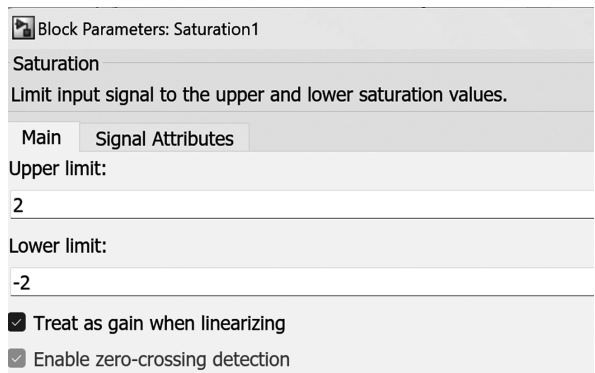 Block Parameters: Saturation1
Saturation
Limit input signal to the upper and lower saturation values.
Main Signal Attributes
Upper limit:
2
Lower limit:
-2
Treat as gain when linearizing
Enable zero-crossing detection